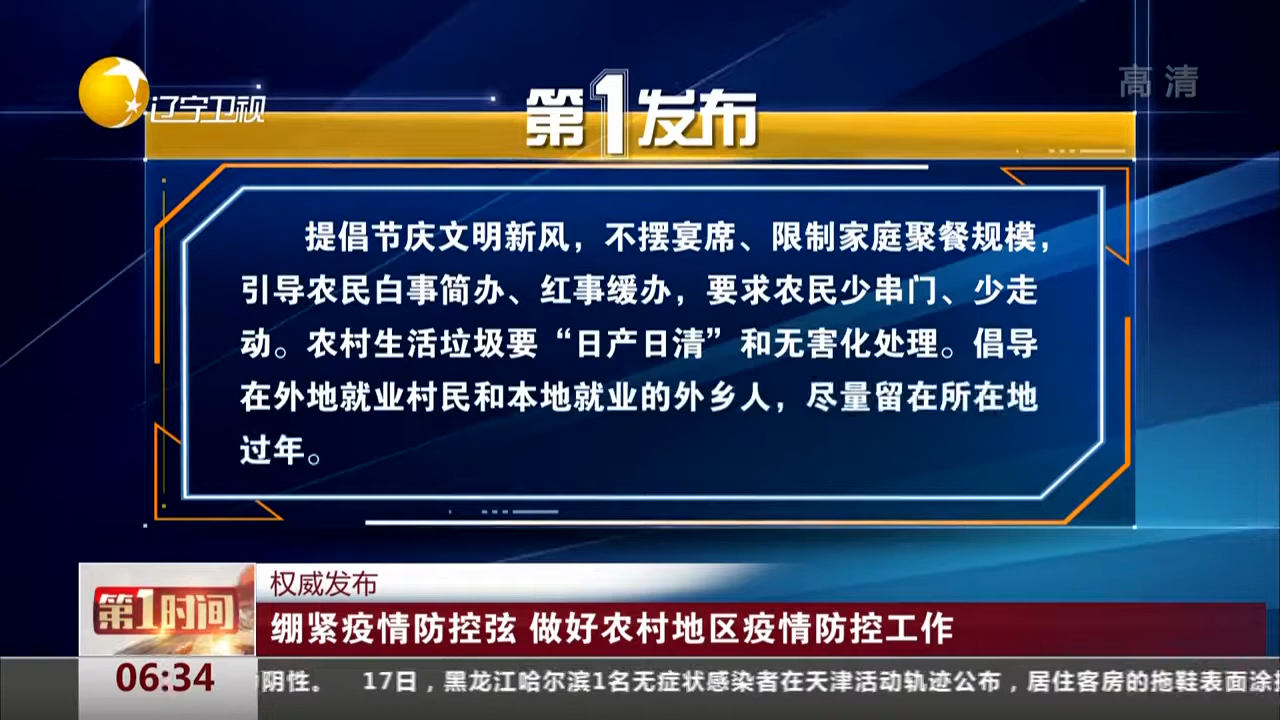 高清
辽宁卫视
第1发布
提倡节庆文明新风，不摆宴席、限制家庭聚餐规模，
引导农民白事简办、红事缓办，要求农民少串门、少走
动。农村生活垃圾要“日产日清”和无害化处理。倡导
在外地就业村民和本地就业的外乡人，尽量留在所在地
过年。
权威发布
第1时间
绷紧疫情防控弦 做好农村地区疫情防控工作
06:34
阴性。 17日，黑龙江哈尔滨1名无症状感染者在天津活动轨迹公布，居住客房的拖鞋表面涂